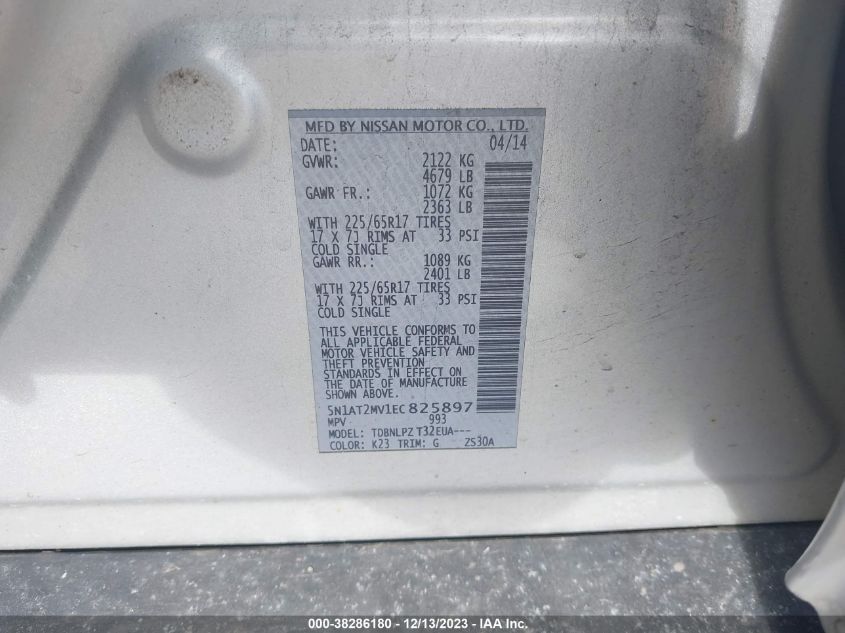 MFD BY NISSAN MOTOR CO., LTD.
DATE: 04/14
GVWR: 2122 KG
4679 LB
GAWR FR.: 1072 KG
2363 LB
WITH 225/65R17 TIRES
17 X 7J RIMS AT 33 PSI
COLD SINGLE
GAWR RR.: 1089 KG
2401 LB
WITH 225/65R17 TIRES
17 X 7J RIMS AT 33 PSI
COLD SINGLE
THIS VEHICLE CONFORMS TO
ALL APPLICABLE FEDERAL
MOTOR VEHICLE SAFETY AND
THEFT PREVENTION
STANDARDS IN EFFECT ON
THE DATE OF MANUFACTURE
SHOWN ABOVE.
5N1AT2MV1EC825897
MPV 993
MODEL: TDBNLPZ T32EUA---
COLOR: K23 TRIM: G ZS30A
000-38286180 - 12/13/2023 - IAA Inc.